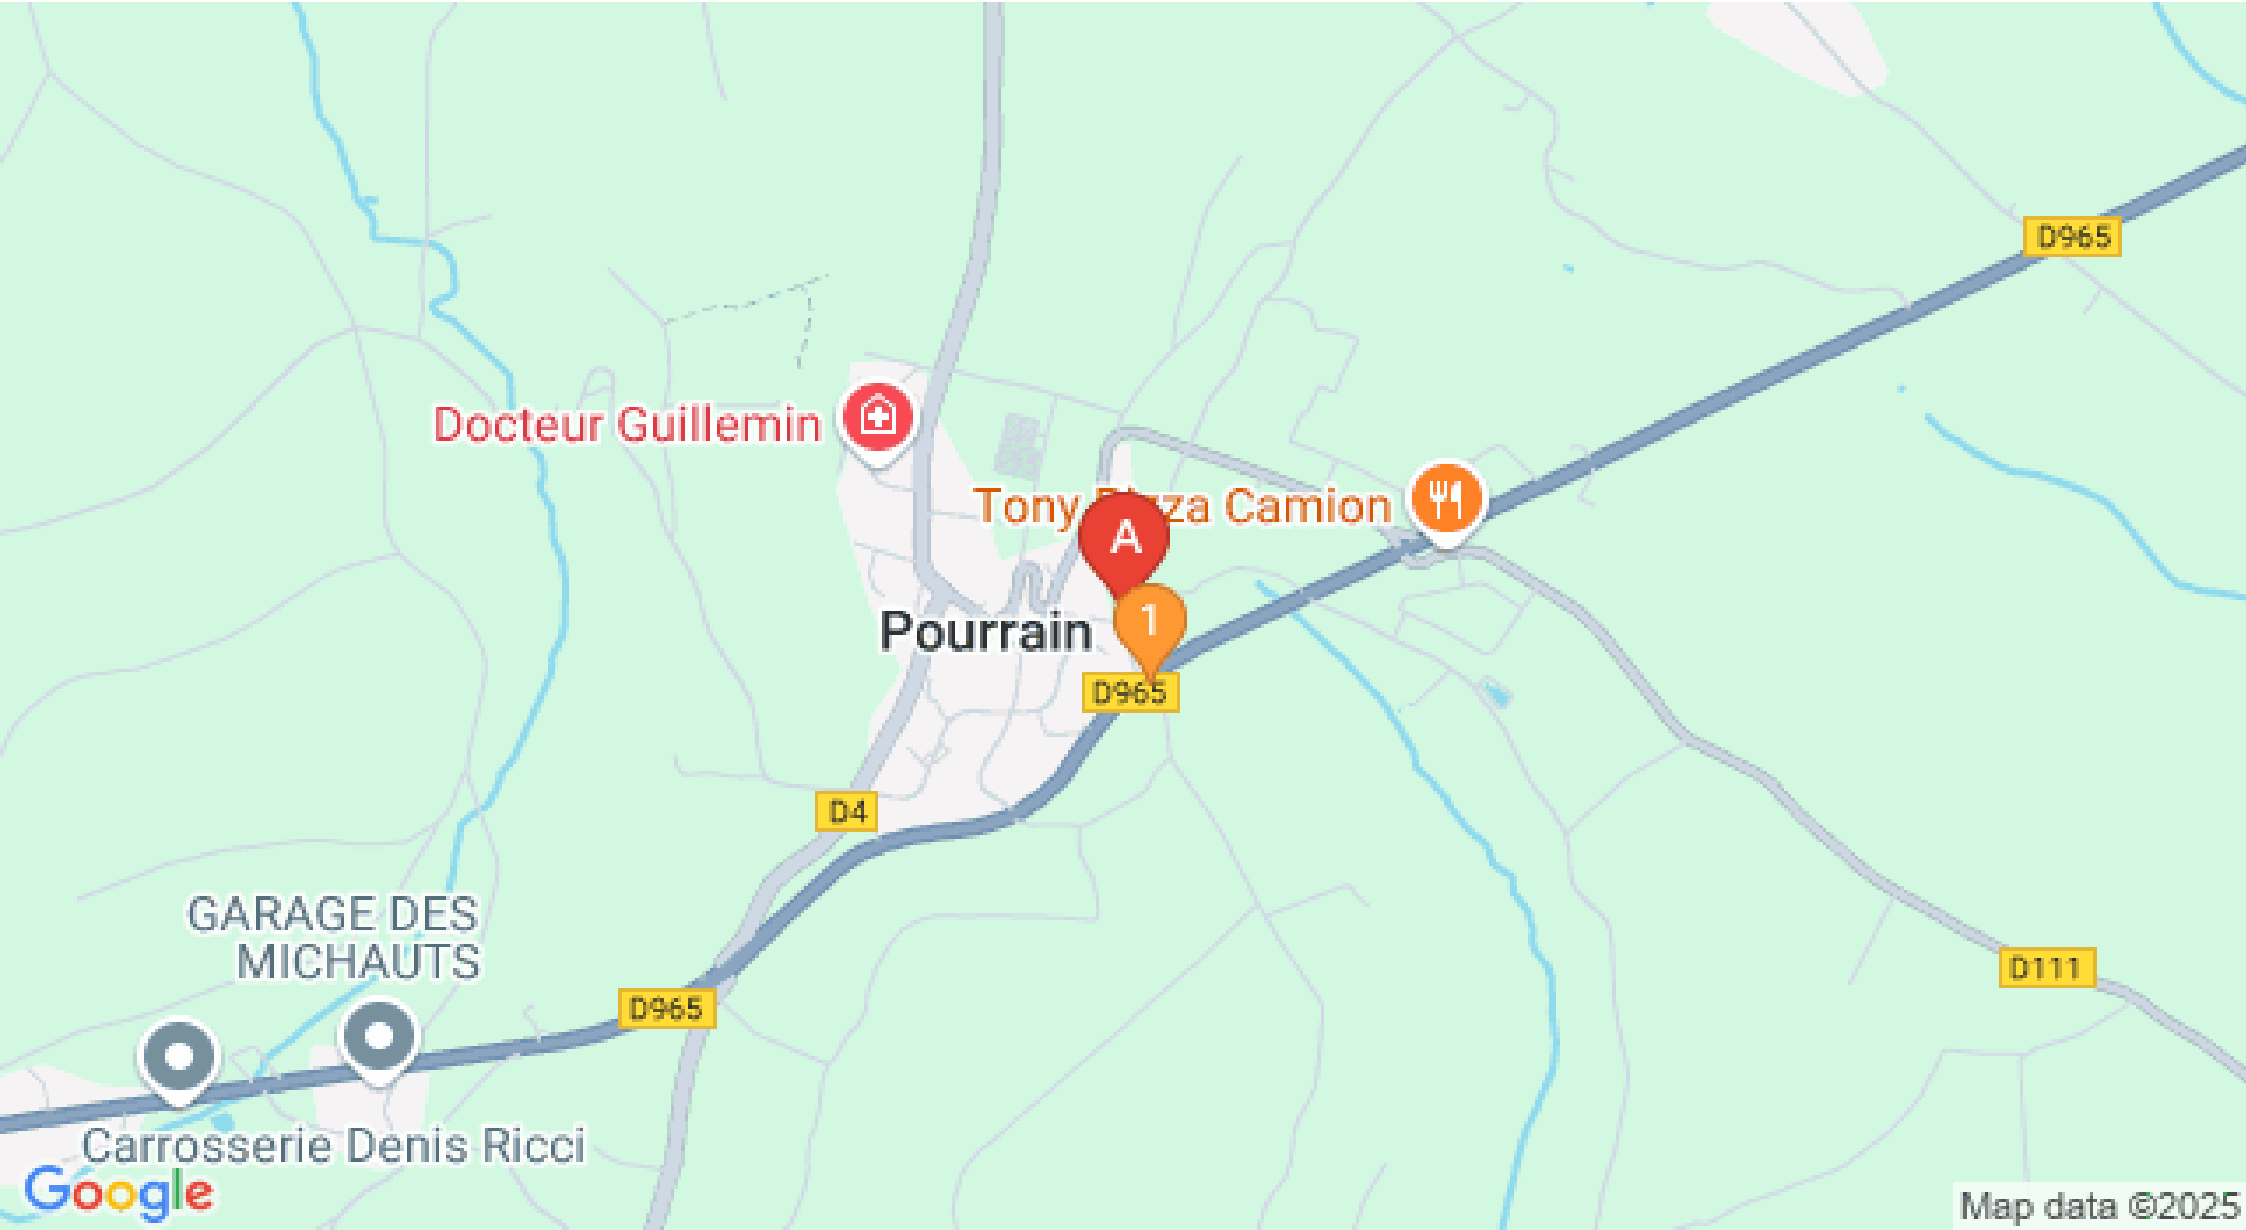 D965
Docteur Guillemin
Tony Pizza Camion
A
1
Pourrain
D965
D4
GARAGE DES
MICHAUTS
D111
D965
Carrosserie Denis Ricci
Google
Map data ©2025